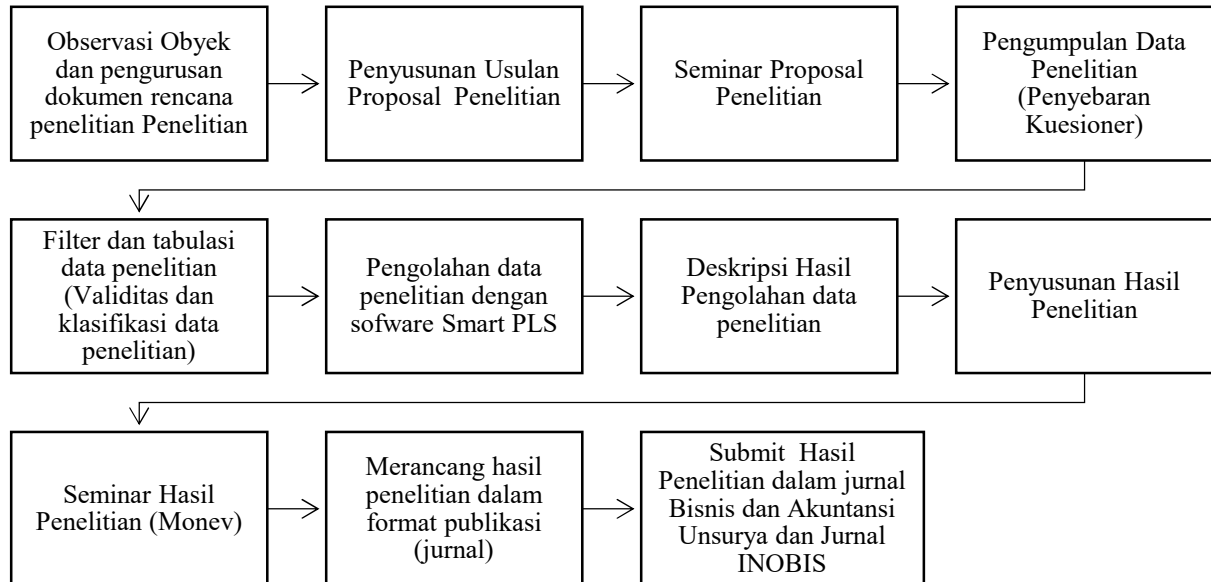 Observasi Obyek
dan pengurusan
dokumen rencana
penelitian Penelitian
Penyusunan Usulan
Proposal Penelitian
Seminar Proposal
Penelitian
Pengumpulan Data
Penelitian
(Penyebaran
Kuesioner)
Filter dan tabulasi
data penelitian
(Validitas dan
klasifikasi data
penelitian)
Pengolahan data
penelitian dengan
sofware Smart PLS
Deskripsi Hasil
Pengolahan data
penelitian
Penyusunan Hasil
Penelitian
Seminar Hasil
Penelitian (Monev)
Merancang hasil
penelitian dalam
format publikasi
(jurnal)
Submit Hasil
Penelitian dalam jurnal
Bisnis dan Akuntansi
Unsurya dan Jurnal
INOBIS